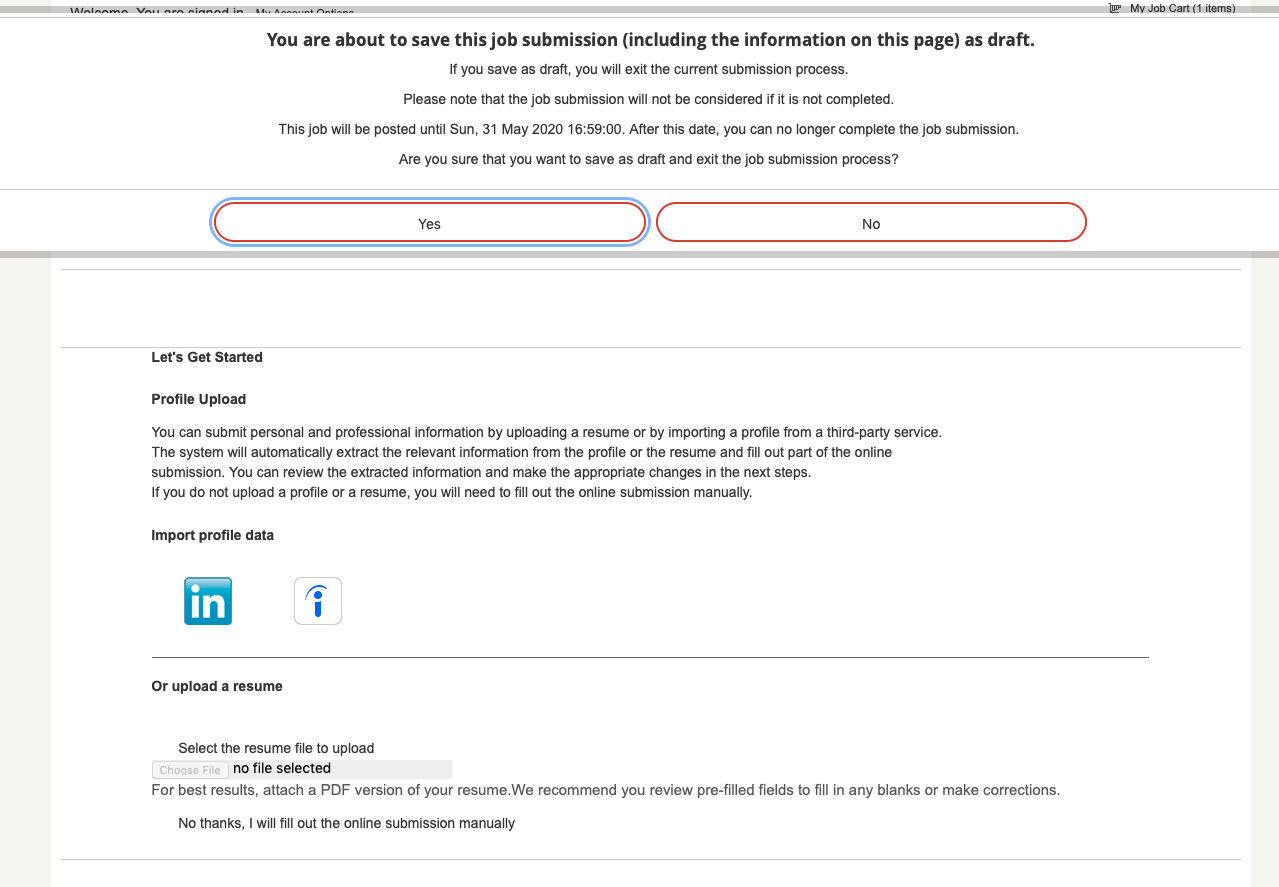 Welcome. You are signed in. My Account Options
My Job Cart (1 items)
You are about to save this job submission (including the information on this page) as draft.
If you save as draft, you will exit the current submission process.
Please note that the job submission will not be considered if it is not completed.
This job will be posted until Sun, 31 May 2020 16:59:00. After this date, you can no longer complete the job submission.
Are you sure that you want to save as draft and exit the job submission process?
Yes
No
Let's Get Started
Profile Upload
You can submit personal and professional information by uploading a resume or by importing a profile from a third-party service.
The system will automatically extract the relevant information from the profile or the resume and fill out part of the online
submission. You can review the extracted information and make the appropriate changes in the next steps.
If you do not upload a profile or a resume, you will need to fill out the online submission manually.
Import profile data
in
Or upload a resume
Select the resume file to upload
Choose File no file selected
For best results, attach a PDF version of your resume.We recommend you review pre-filled fields to fill in any blanks or make corrections.
No thanks, I will fill out the online submission manually